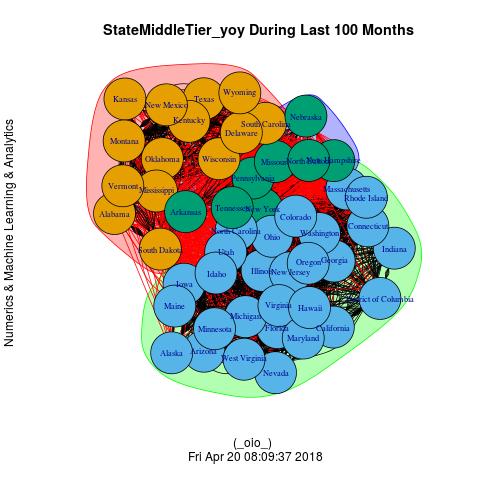 StateMiddleTier_yoy During Last 100 Months
Numerics & Machine Learning & Analytics
Wyoming
Kansas
Texas
New Mexico
Nebraska
Kentucky
South Carolina
Delaware
Montana
Oklahoma
Wisconsin
Missouri
New Hampshire
Pennsylvania
Vermont
Mississippi
Massachusetts
Rhode Island
Alabama
Arkansas
Tennessee
New York
Colorado
Connecticut
North Carolina
Washington
Ohio
South Dakota
Utah
Indiana
Oregon
Georgia
Idaho
Illinois
New Jersey
Iowa
District of Columbia
Maine
Virginia
Hawaii
Michigan
Minnesota
Florida
California
Maryland
Alaska
Arizona
West Virginia
Nevada
(_oio_)
Fri Apr 20 08:09:37 2018